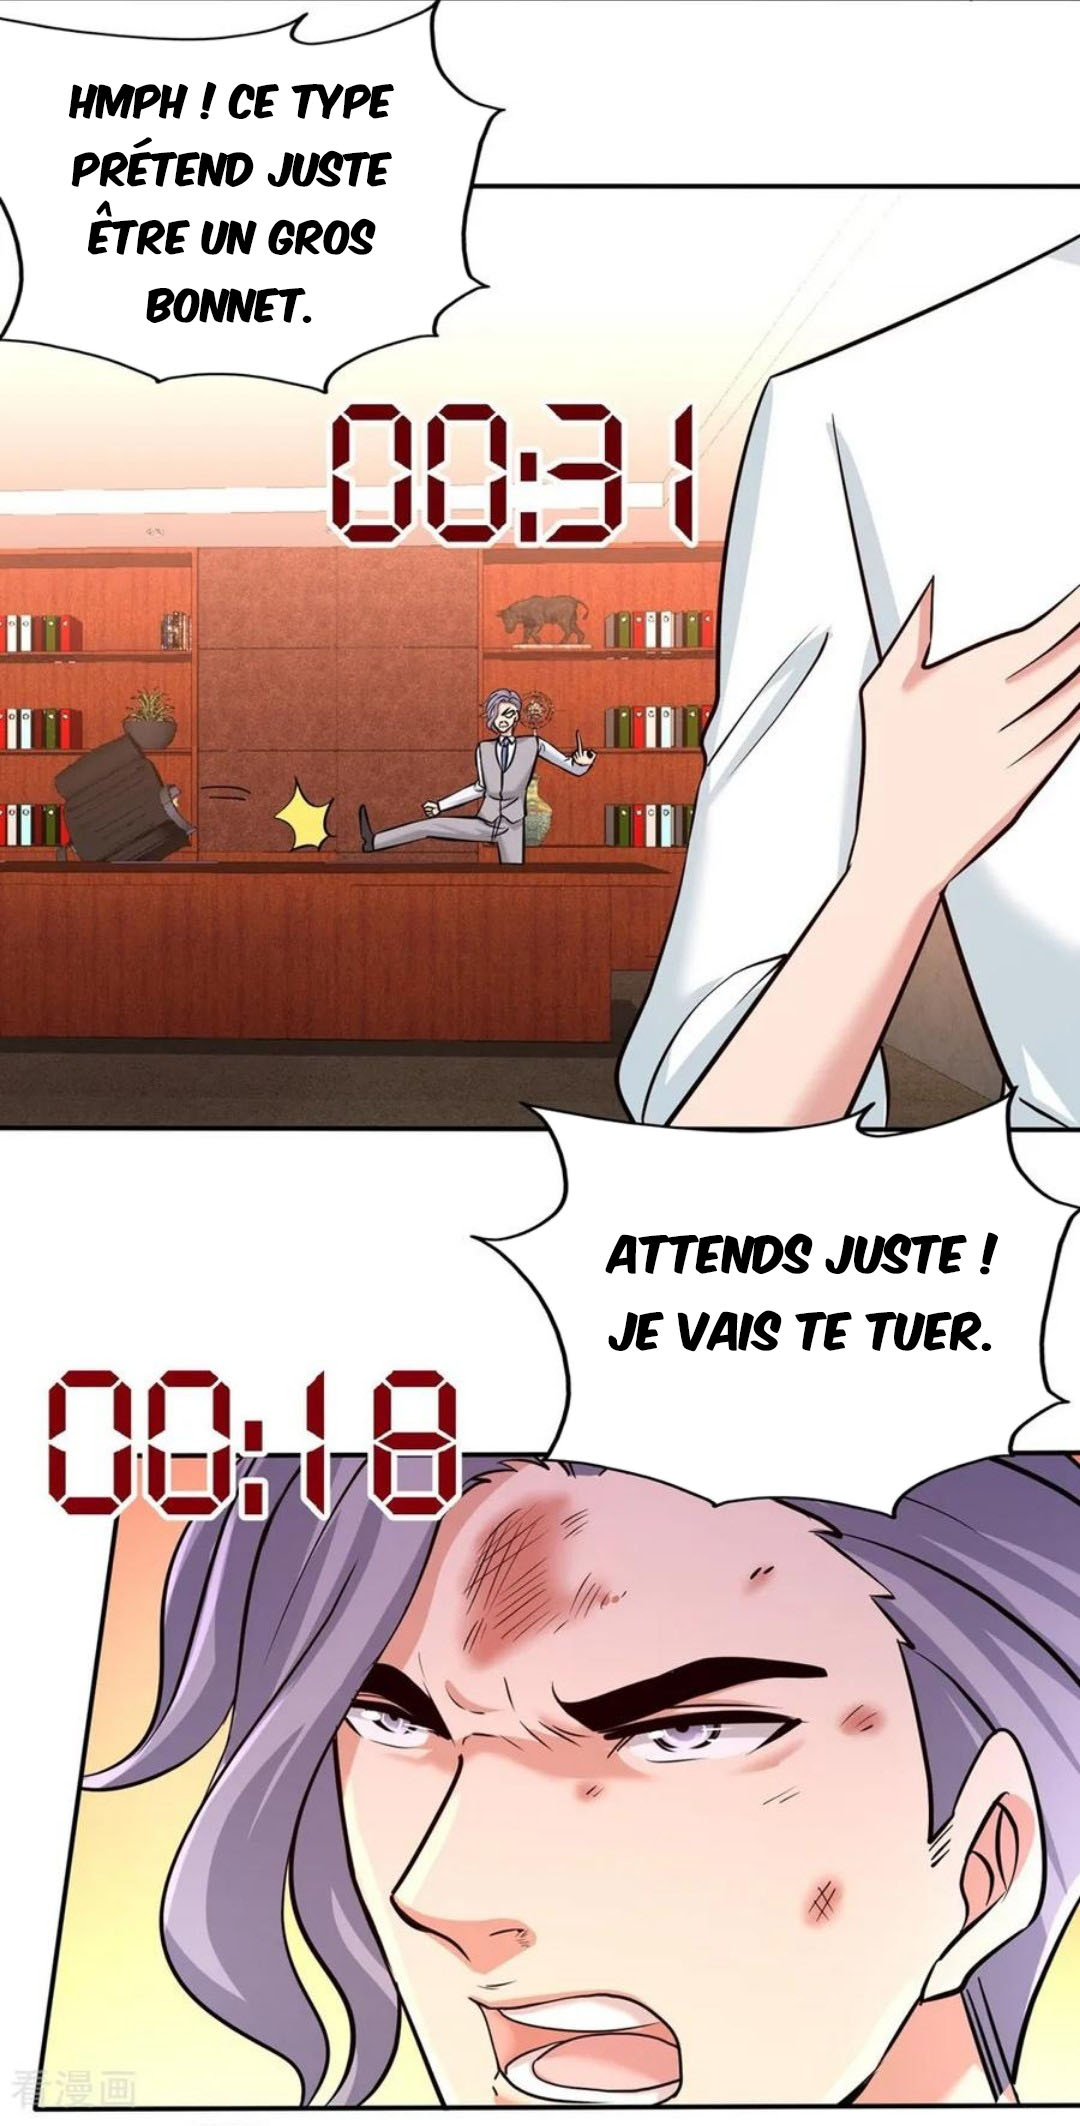 HMPH ! CE TYPE
PRÉTEND JUSTE
ÊTRE UN GROS
BONNET.
00:31
ATTENDS JUSTE !
JE VAIS TE TUER.
00:18
看漫画